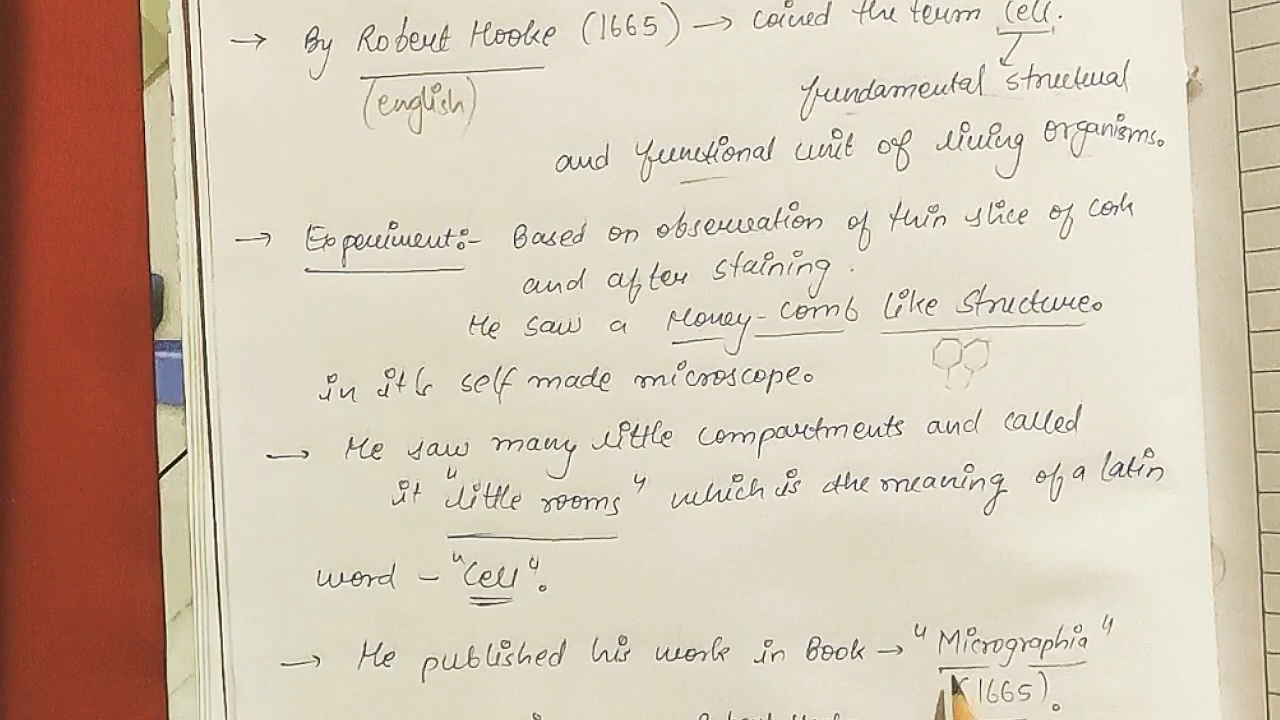 → By Robert Hooke (1665) → coined the term Cell.
(english)
fundamental structual
and functional unit of living organisms.
→ Experiment:- Based on observation of thin slice of cork
and after staining.
He saw a Honey-comb like structure.
in it's self made microscope.
→ He saw many little compartments and called
it "little rooms" which is the meaning of a latin
word - "Cell".
→ He published his work in Book → "Micrographia"
(1665).